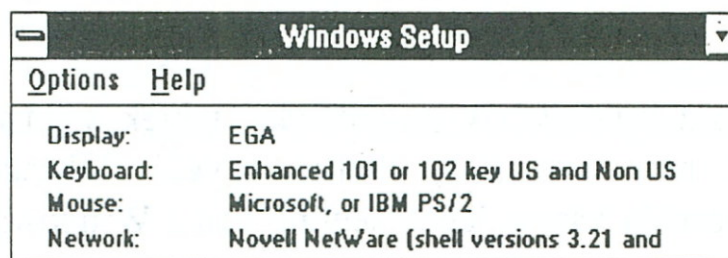 Windows Setup
Options Help
Display: EGA
Keyboard: Enhanced 101 or 102 key US and Non US
Mouse: Microsoft, or IBM PS/2
Network: Novell NetWare (shell versions 3.21 and